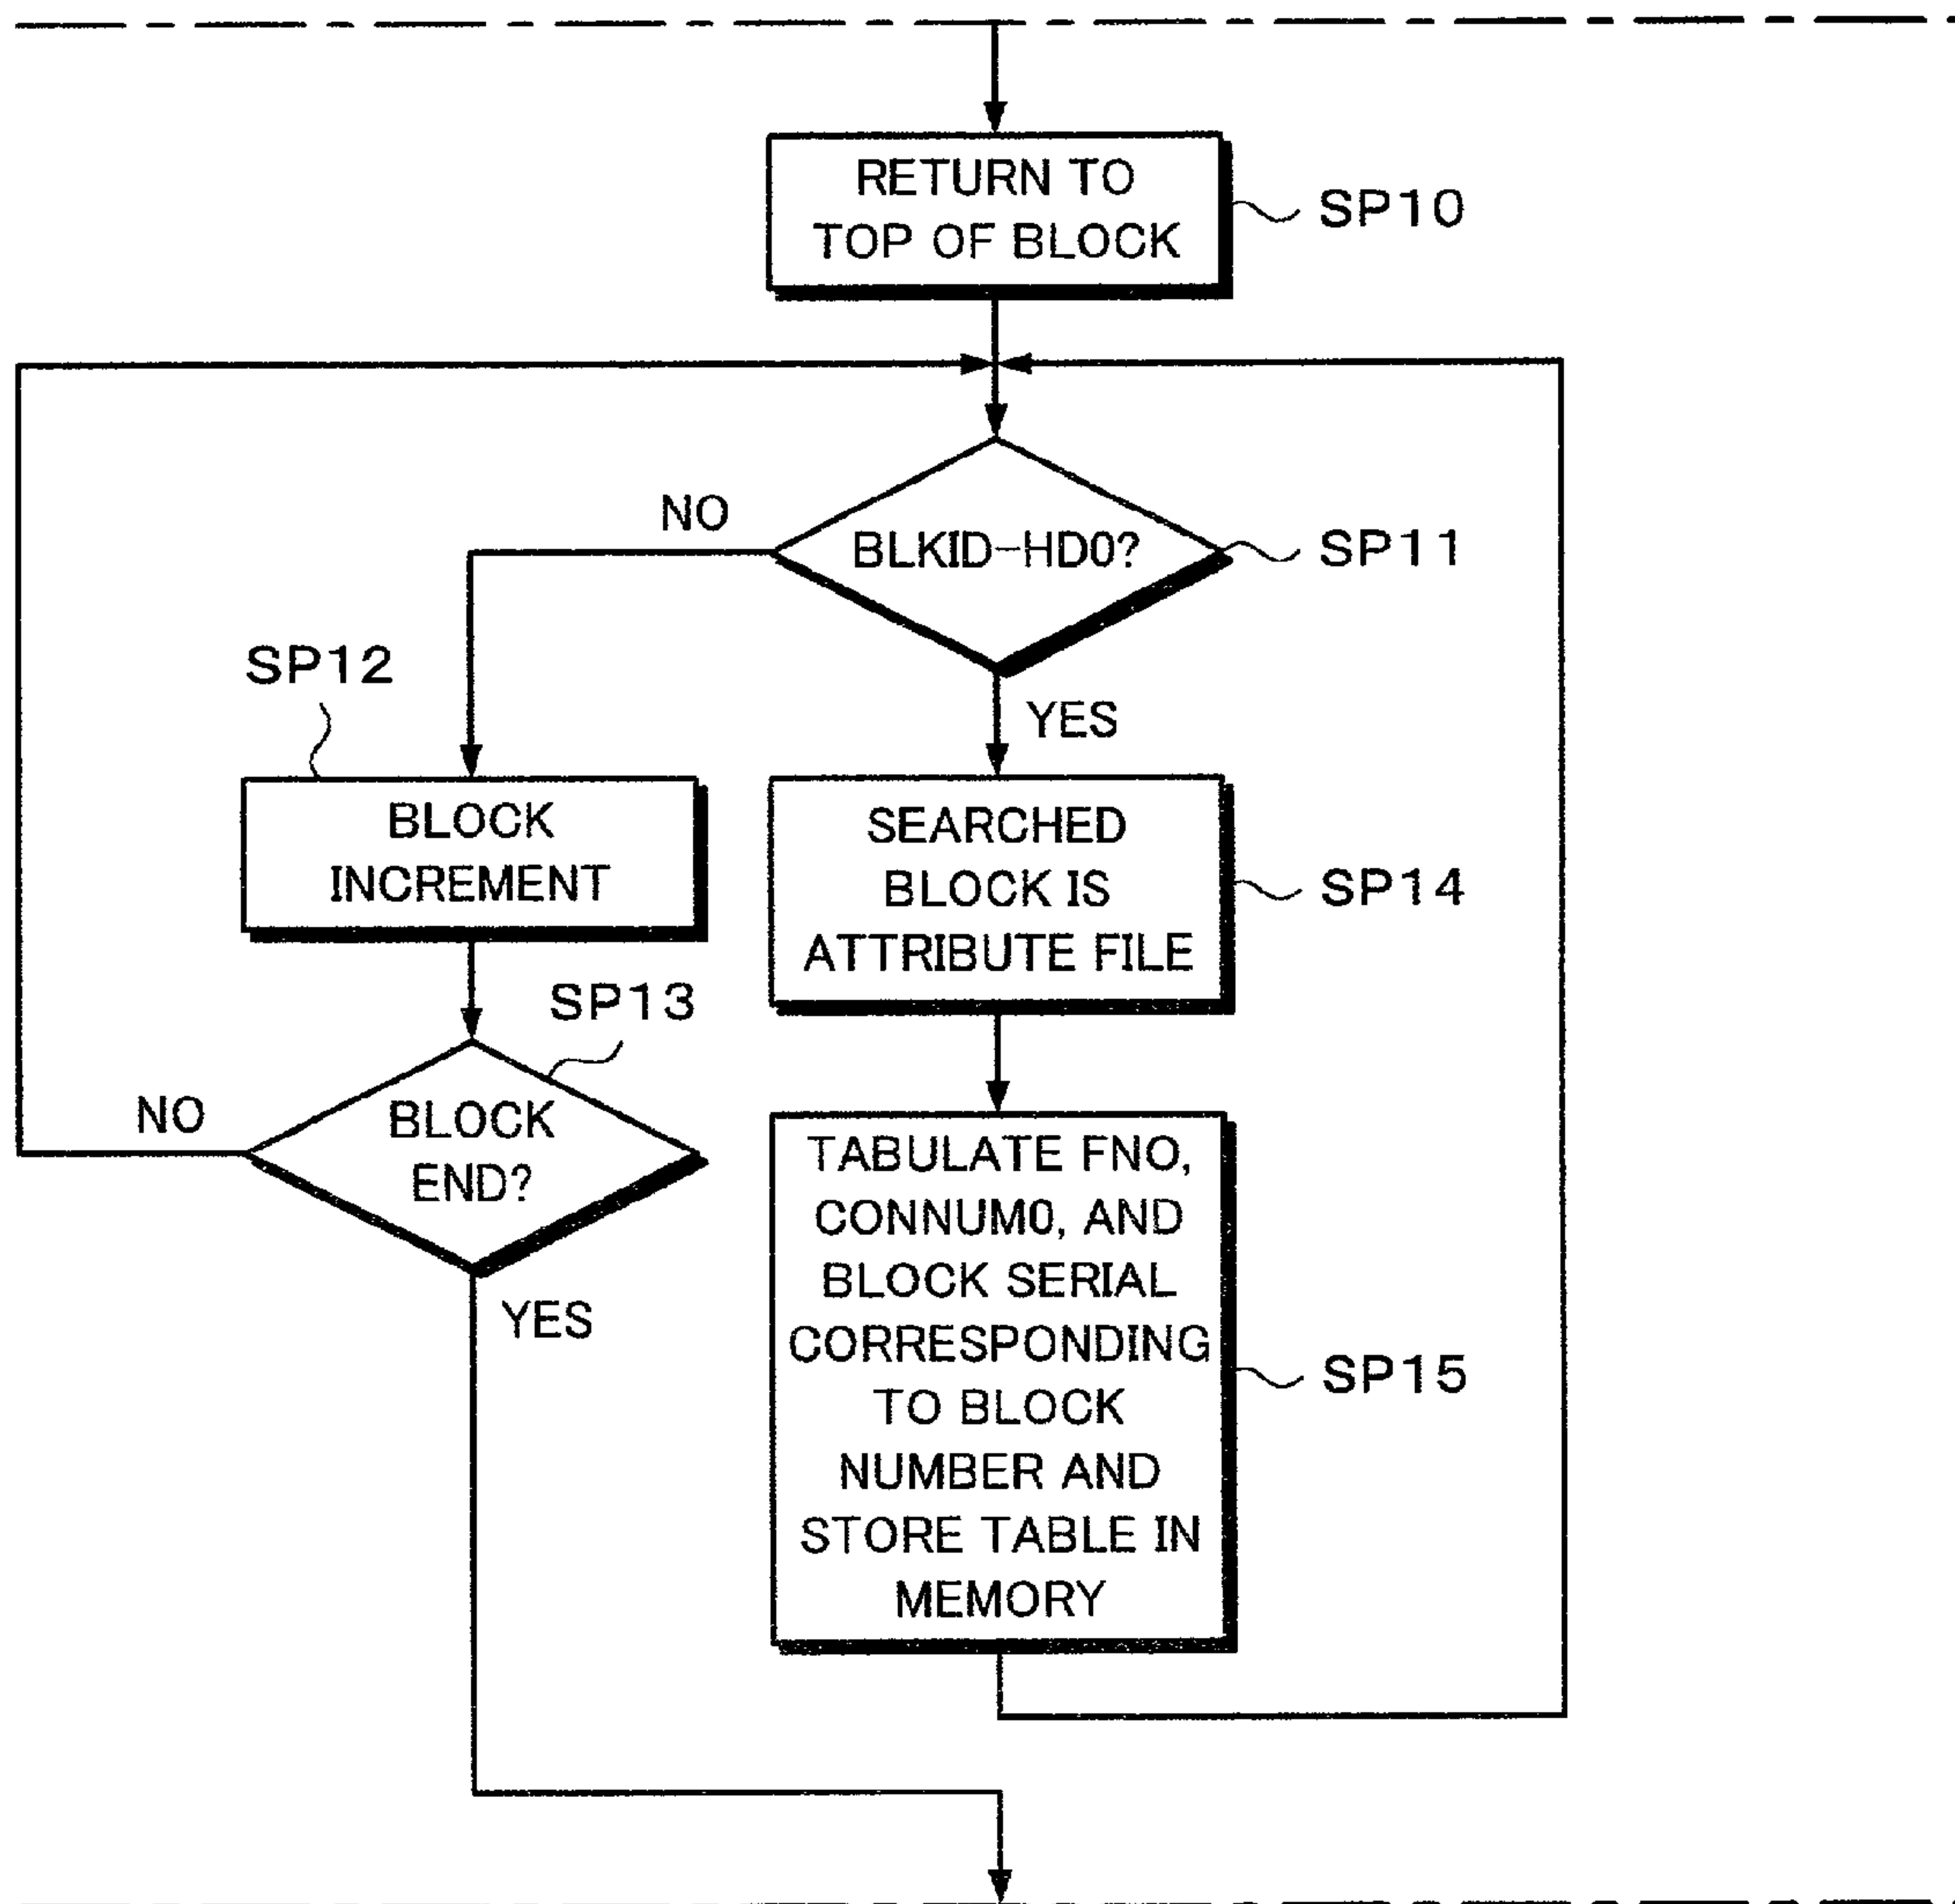 RETURN TO
TOP OF BLOCK
SP10
NO
BLKID-HD0?
SP11
SP12
YES
BLOCK
INCREMENT
SEARCHED
BLOCK IS
ATTRIBUTE FILE
SP14
SP13
NO
BLOCK
END?
YES
TABULATE FNO,
CONNUM0, AND
BLOCK SERIAL
CORRESPONDING
TO BLOCK
NUMBER AND
STORE TABLE IN
MEMORY
SP15